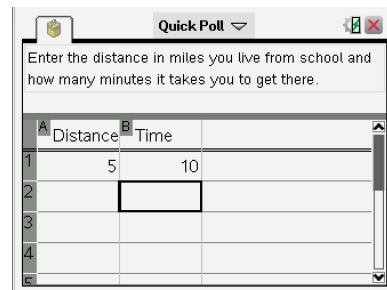 Quick Poll
Enter the distance in miles you live from school and
how many minutes it takes you to get there.
A Distance B Time
1 5 10
2
3
4
5